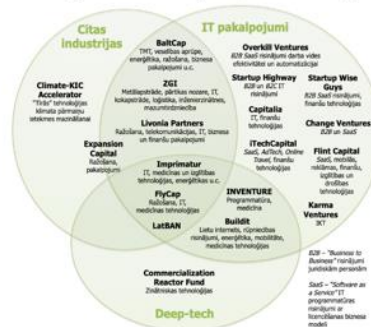 Citas
industrijas
IT pakalpojumi
BaltCap
TMT, veselības aprūpe,
enerģētika, ražošana, biznesa
pakalpojumi u.c.
ZGI
Metālapstrāde, pārtikas nozare, IT,
kokapstrāde, loģistika, inženierzinātnes,
mazumtirdzniecība
Livonia Partners
Ražošana, telekomunikācijas, IT, biznesa
un finanšu pakalpojumi
Climate-KIC
Accelerator
"Tīrās" tehnoloģijas
klimata pārmaiņu
ietekmes mazināšanai
Expansion
Capital
Ražošana,
pakalpojumi
Imprimatur
IT, medicīnas un izglītības
tehnoloģijas, enerģētikas u.c.
FlyCap
Ražošana, IT,
medicīnas tehnoloģijas
LatBAN
Overkill Ventures
B2B SaaS risinājumi darba vides
efektivitātes un automatizācijai
Startup Highway
B2B un B2C IT
risinājumi
Capitalia
IT, finanšu
tehnoloģijas
iTechCapital
SaaS, AdTech, Online
Travel, finanšu
tehnoloģijas
Startup Wise
Guys
B2B SaaS risinājumi,
finanšu tehnoloģijas
Change Ventures
B2B un SaaS
Flint Capital
SaaS, mobilās,
reklāmas, finanšu,
izglītības un
drošības
tehnoloģijas
Karma
Ventures
IKT
INVENTURE
Programmatūra,
medicīna
Buildit
Lietu internets, rūpniecības
risinājumi, enerģētika, mobilitāte,
medicīnas tehnoloģijas
Commercialization
Reactor Fund
Zinātniskas tehnoloģijas
Deep-tech
B2B – "Business to
Business" risinājumi
juridiskām personām
SaaS – "Software as
a Service" IT
programmatūras
risinājumi ar
licencēšanas biznesa
modeli